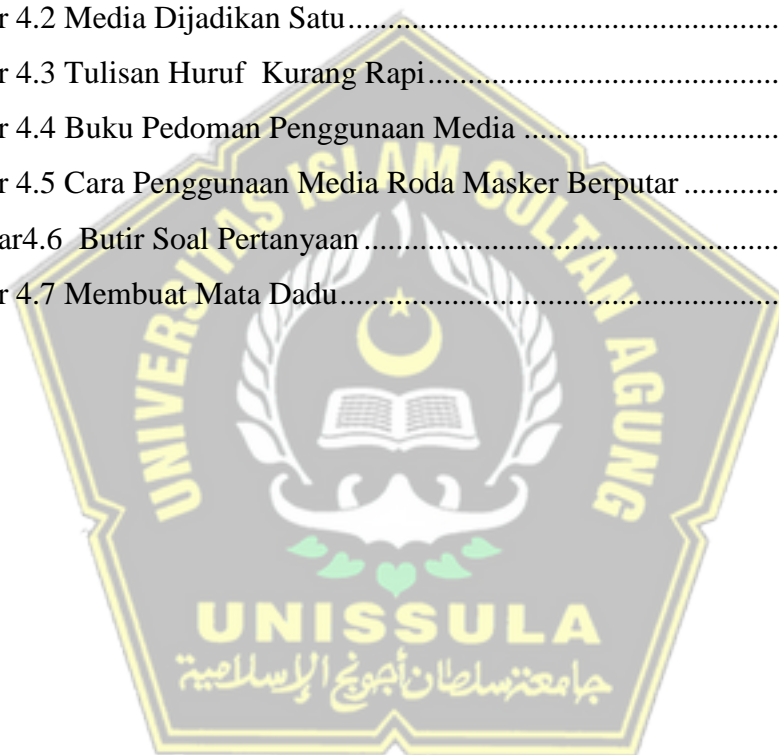 r 4.2 Media Dijadikan Satu...................................................
r 4.3 Tulisan Huruf  Kurang Rapi.........................................
r 4.4 Buku Pedoman Penggunaan Media .............................
r 4.5 Cara Penggunaan Media Roda Masker Berputar ..........
ar4.6  Butir Soal Pertanyaan .................................................
r 4.7 Membuat Mata Dadu....................................................
UNIVERSITAS ISLAM SULTAN AGUNG
UNISSULA
جامعتنسلطان أجونج الإسلامية